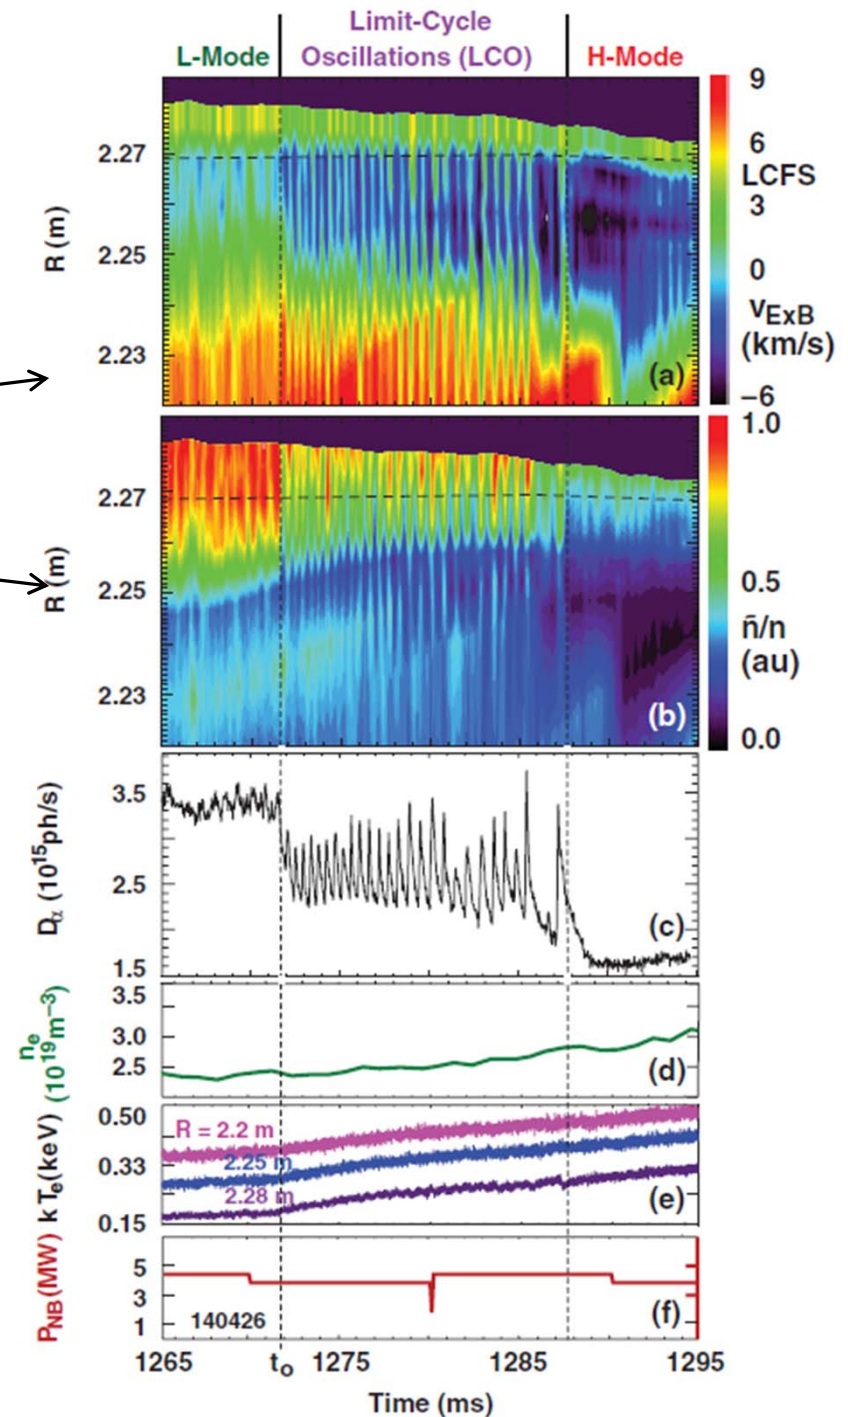 Limit-Cycle
L-Mode Oscillations (LCO) H-Mode
9
6
LCFS
3
0
vExB
(km/s)
−6
R (m)
2.27
2.25
2.23
(a)
1.0
0.5
ñ/n
(au)
0.0
R (m)
2.27
2.25
2.23
(b)
Dα (10¹⁵ph/s)
3.5
2.5
1.5
(c)
ne
(10¹⁹m⁻³)
3.5
3.0
2.5
(d)
kTe(keV)
0.50
0.33
0.15
R = 2.2 m
2.25 m
2.28 m
(e)
PNB(MW)
5
3
1
140426
(f)
1265 to 1275 1285 1295
Time (ms)